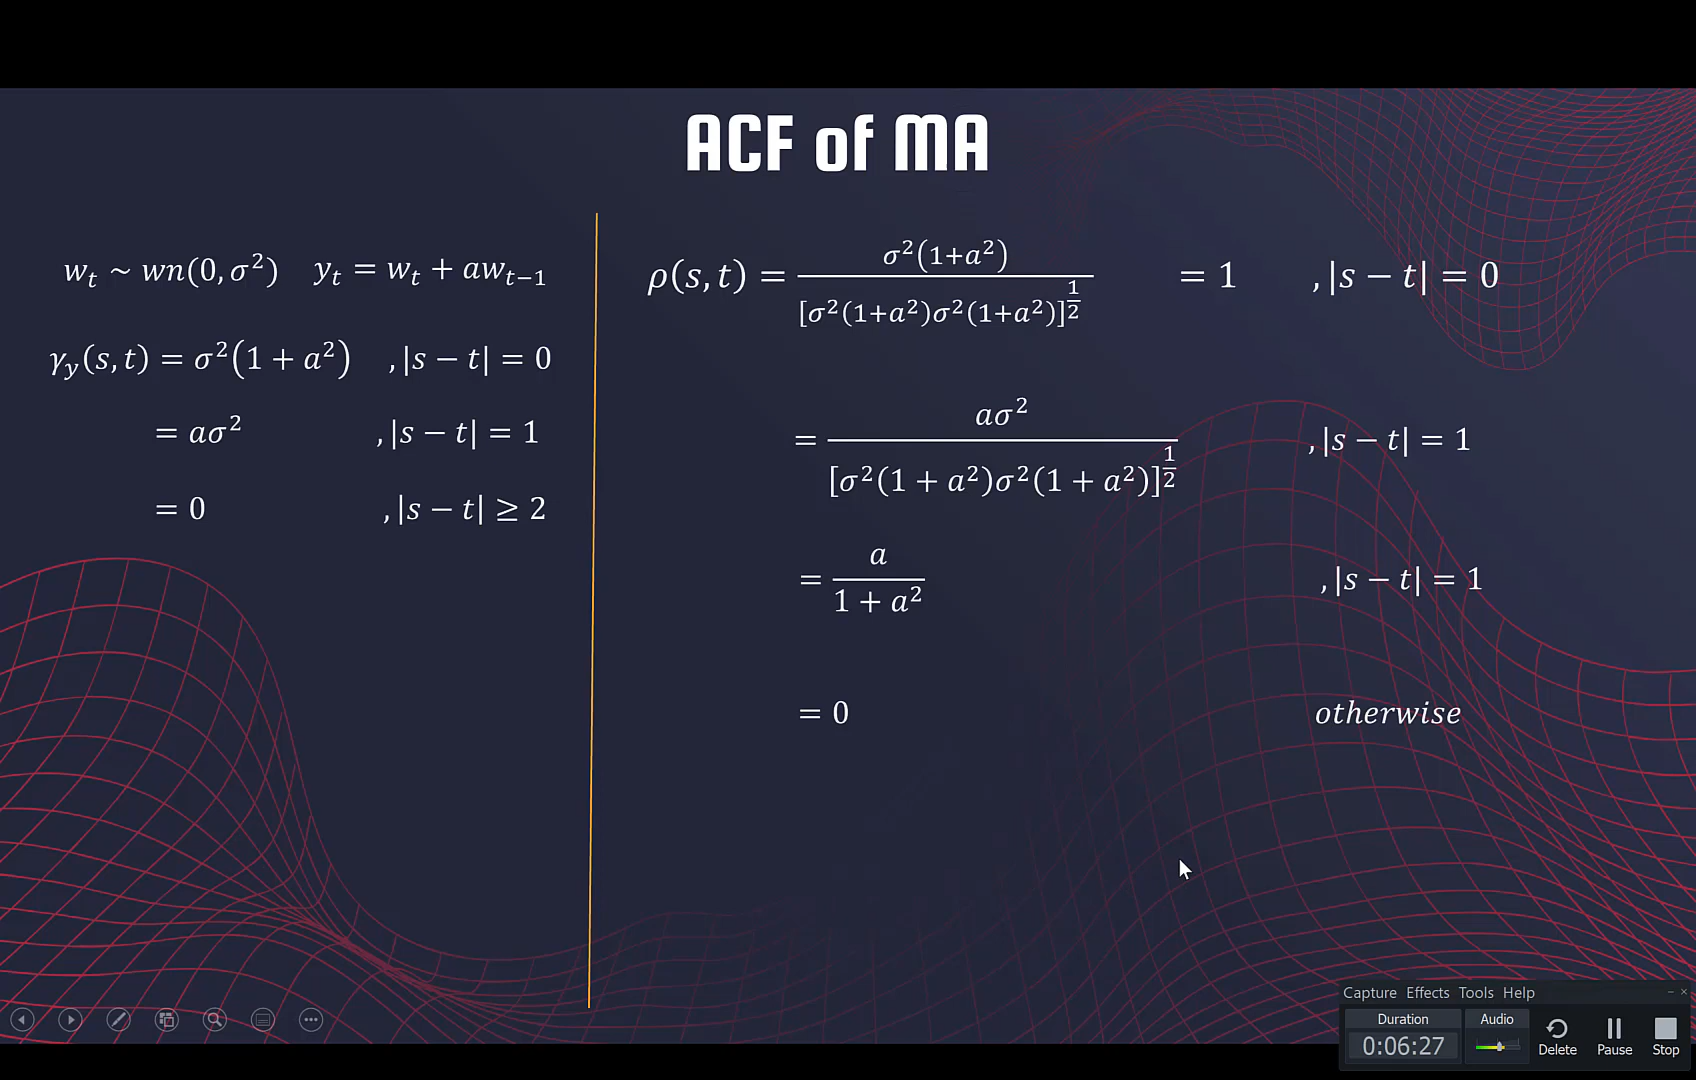 ACF of MA
wₜ ~ wn(0, σ²)   yₜ = wₜ + awₜ₋₁
γ_y(s, t) = σ²(1 + a²)   , |s − t| = 0
= aσ²   , |s − t| = 1
= 0   , |s − t| ≥ 2
ρ(s, t) = σ²(1+a²) / [σ²(1+a²)σ²(1+a²)]^(1/2)   = 1   , |s − t| = 0
= aσ² / [σ²(1 + a²)σ²(1 + a²)]^(1/2)   , |s − t| = 1
= a / (1 + a²)   , |s − t| = 1
= 0   otherwise
Capture Effects Tools Help
Duration Audio
0:06:27
Delete Pause Stop